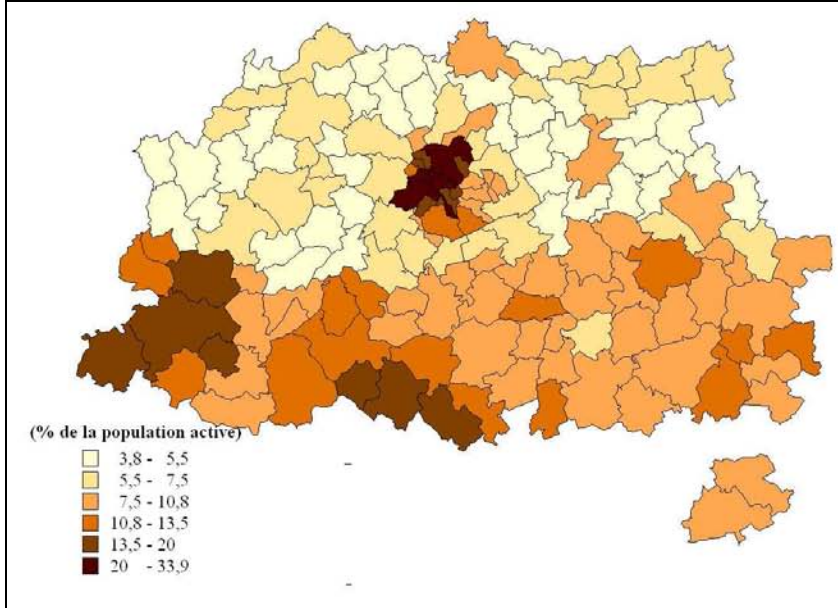 (% de la population active)
3,8 - 5,5
5,5 - 7,5
7,5 - 10,8
10,8 - 13,5
13,5 - 20
20 - 33,9